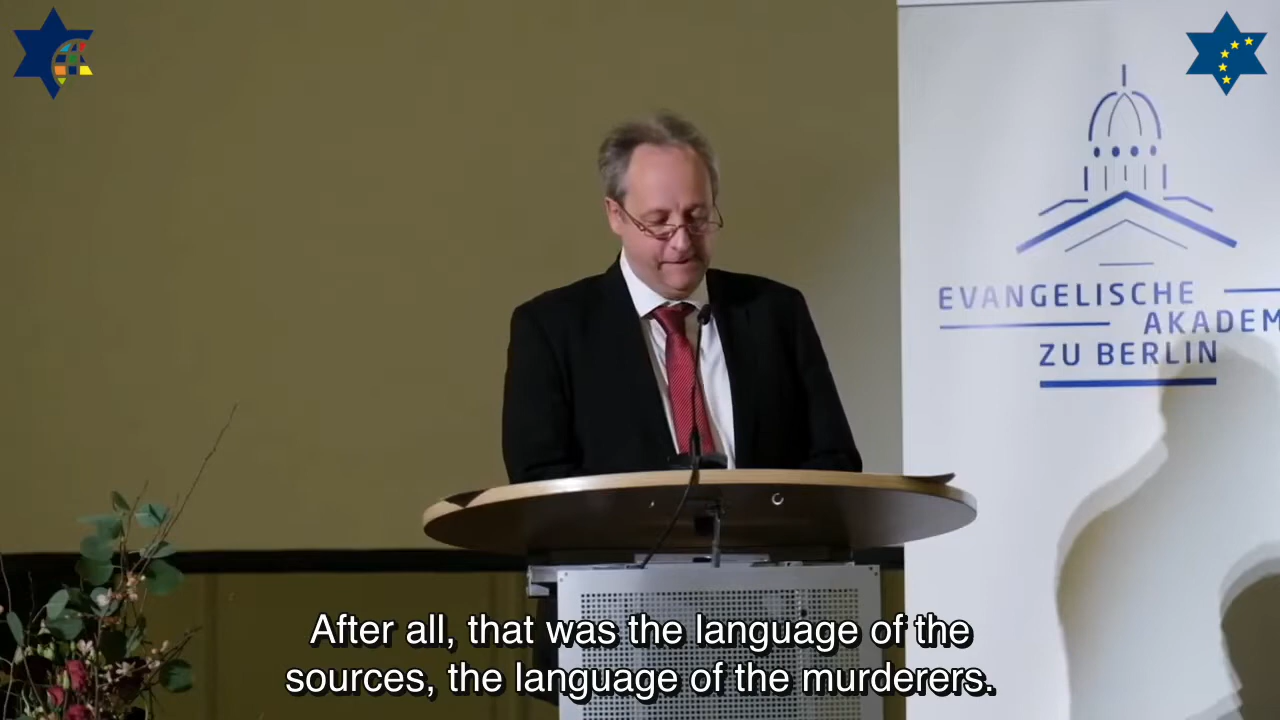 EVANGELISCHE
AKADEM
ZU BERLIN
After all, that was the language of the
sources, the language of the murderers.